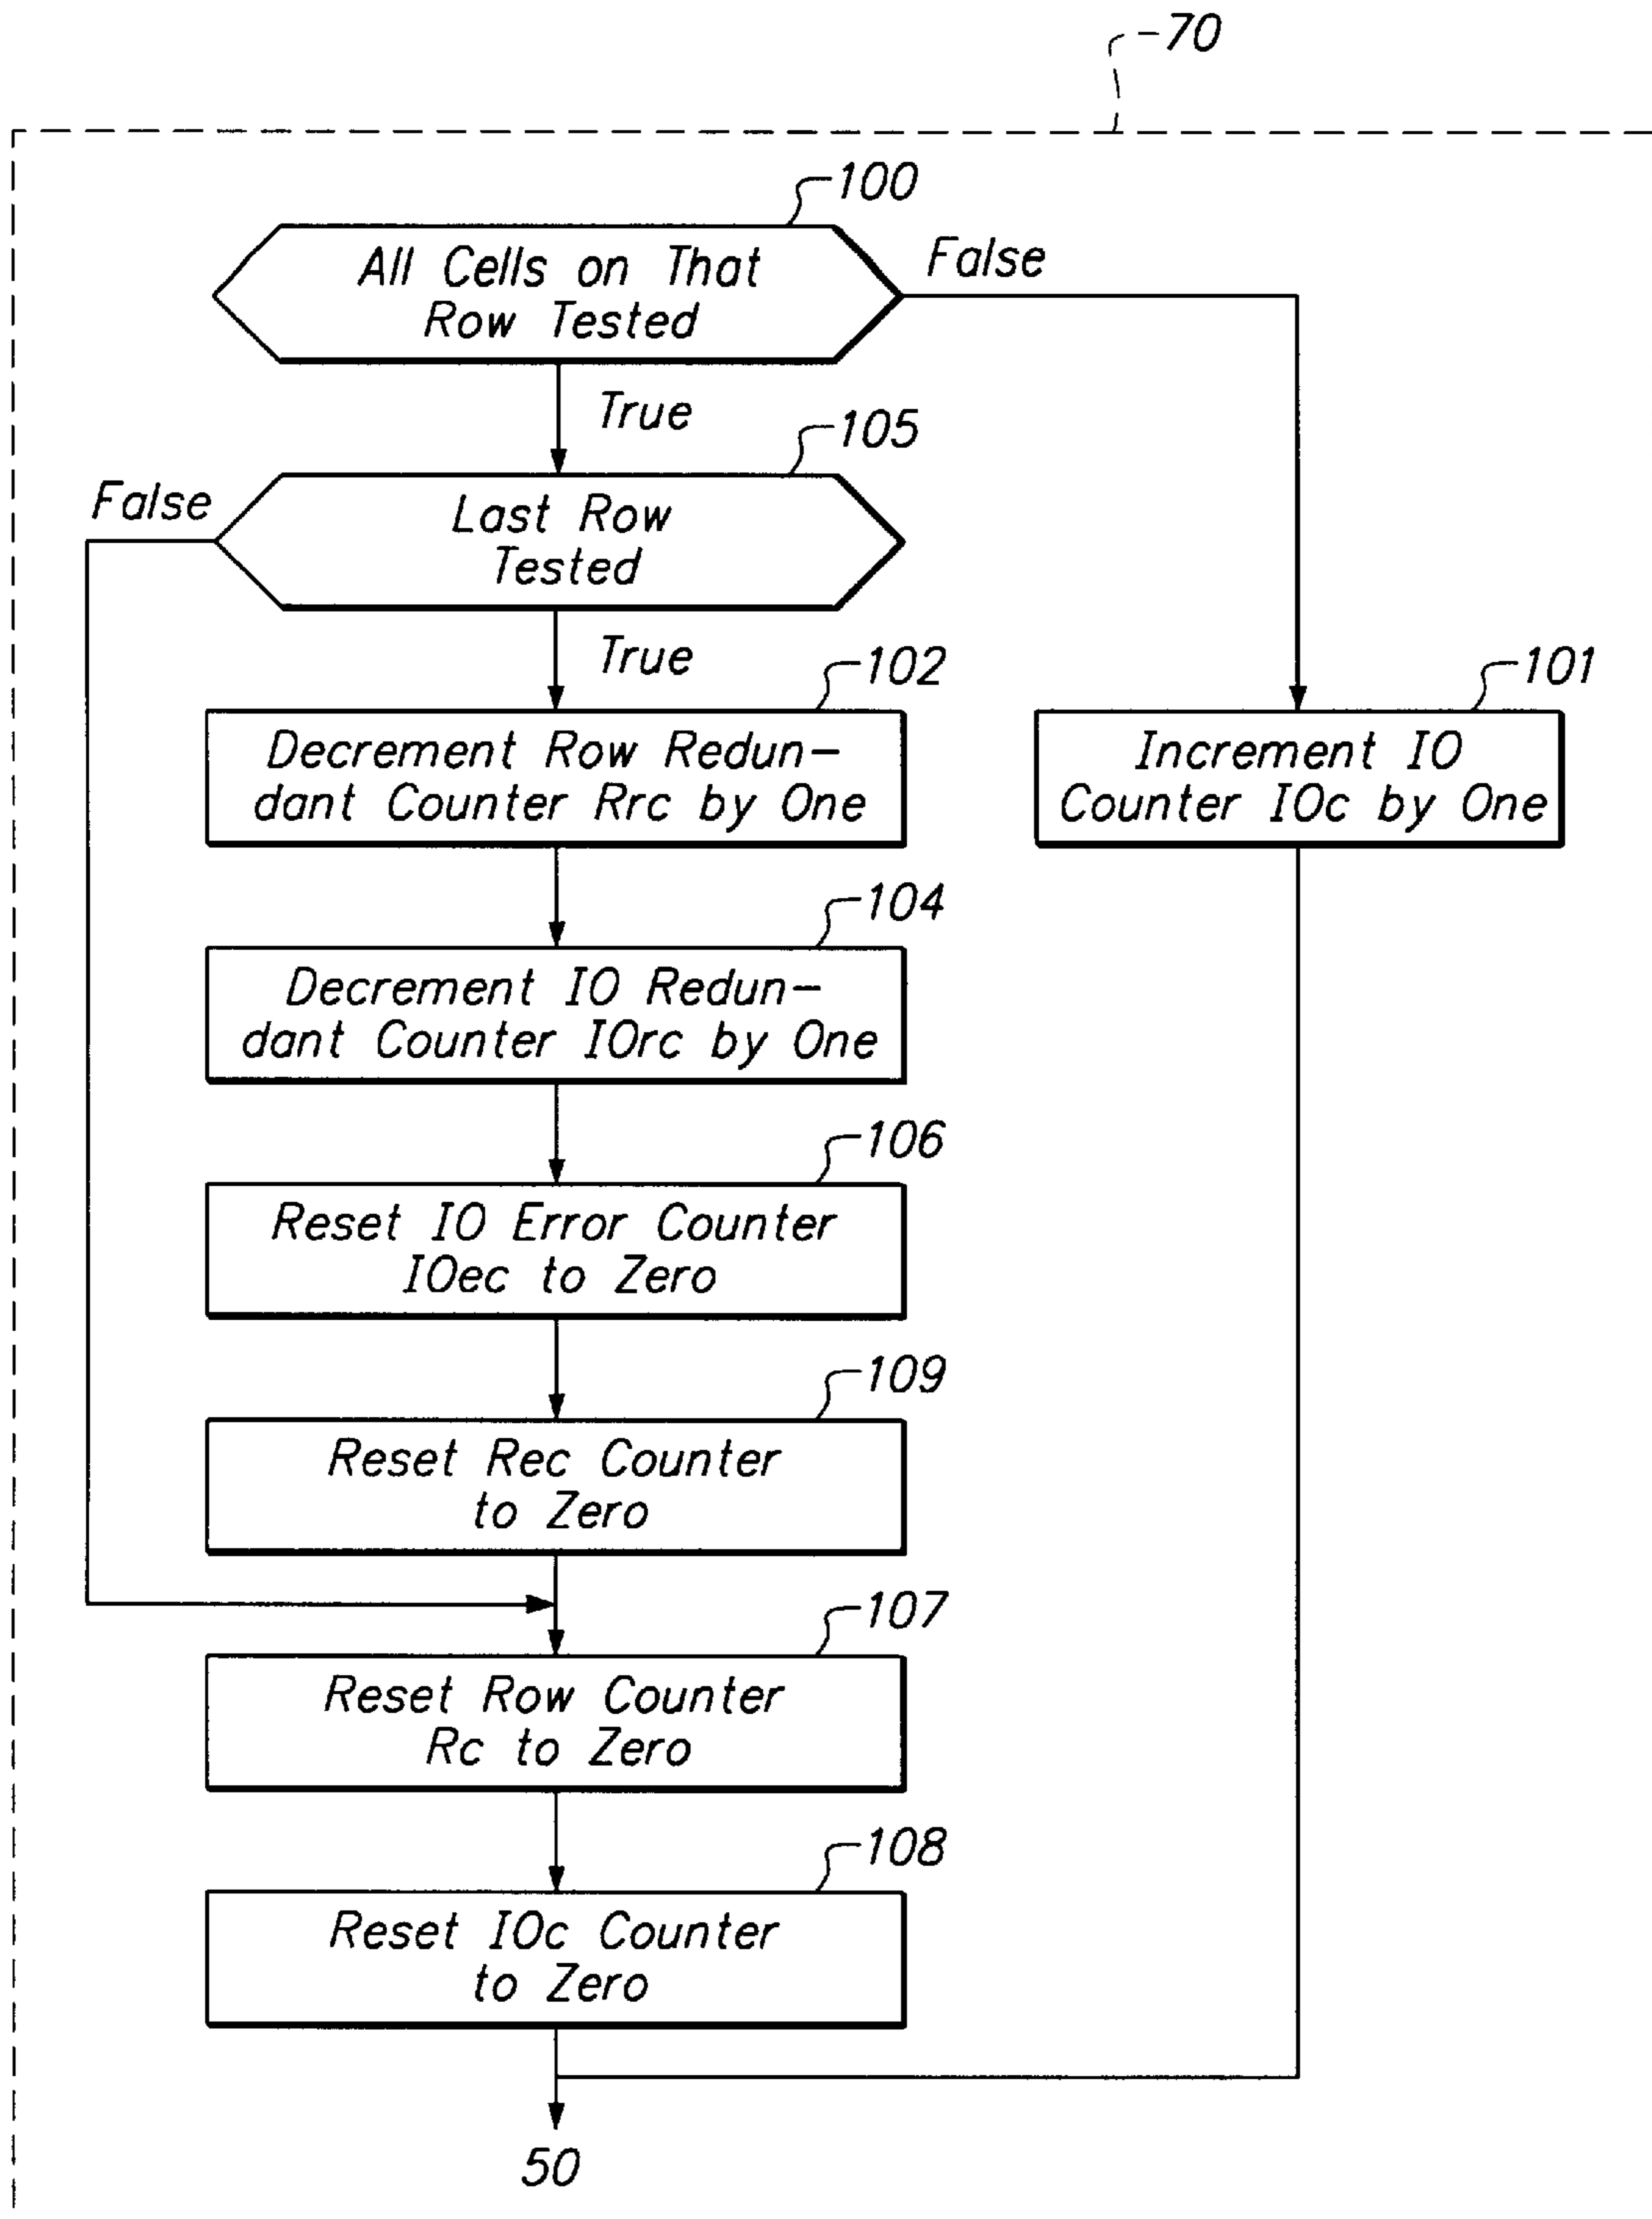 70
100
All Cells on That
Row Tested
False
True
105
False
Last Row
Tested
True
102
101
Decrement Row Redun-
dant Counter Rrc by One
Increment IO
Counter IOc by One
104
Decrement IO Redun-
dant Counter IOrc by One
106
Reset IO Error Counter
IOec to Zero
109
Reset Rec Counter
to Zero
107
Reset Row Counter
Rc to Zero
108
Reset IOc Counter
to Zero
50